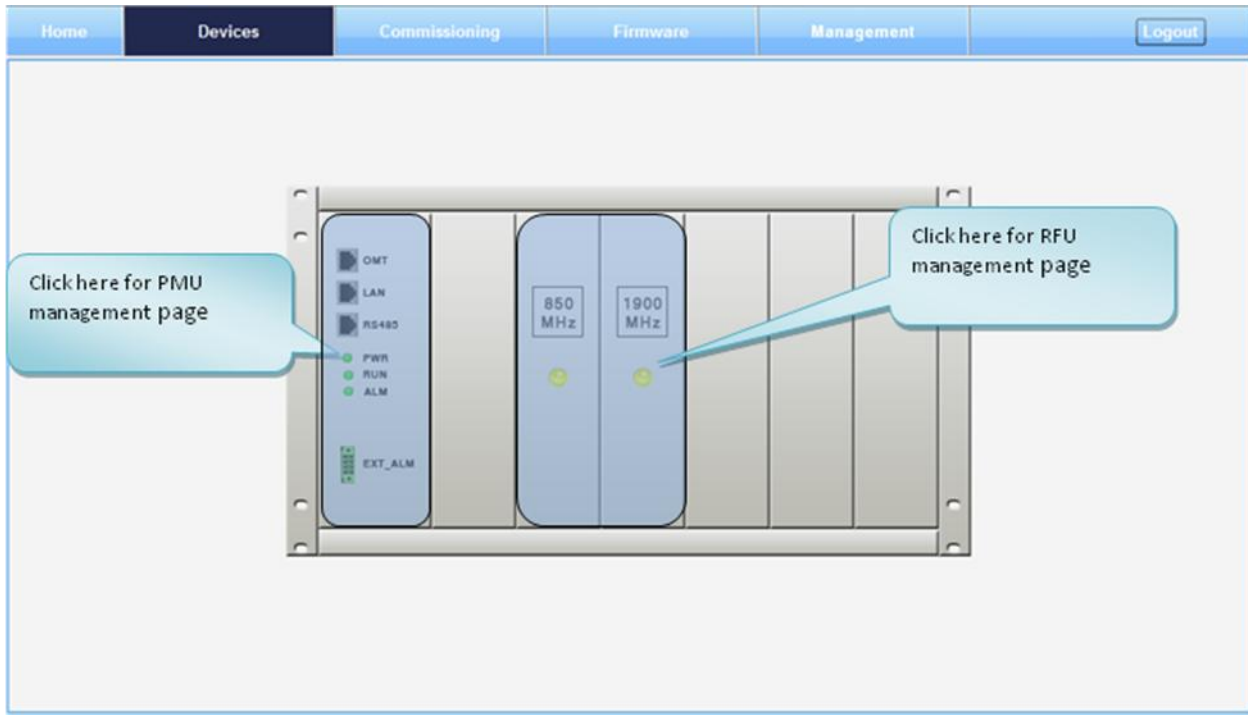 Home Devices Commissioning Firmware Management Logout
Click here for PMU
management page
OMT
LAN
RS485
PWR
RUN
ALM
EXT_ALM
850
MHz
1900
MHz
Click here for RFU
management page